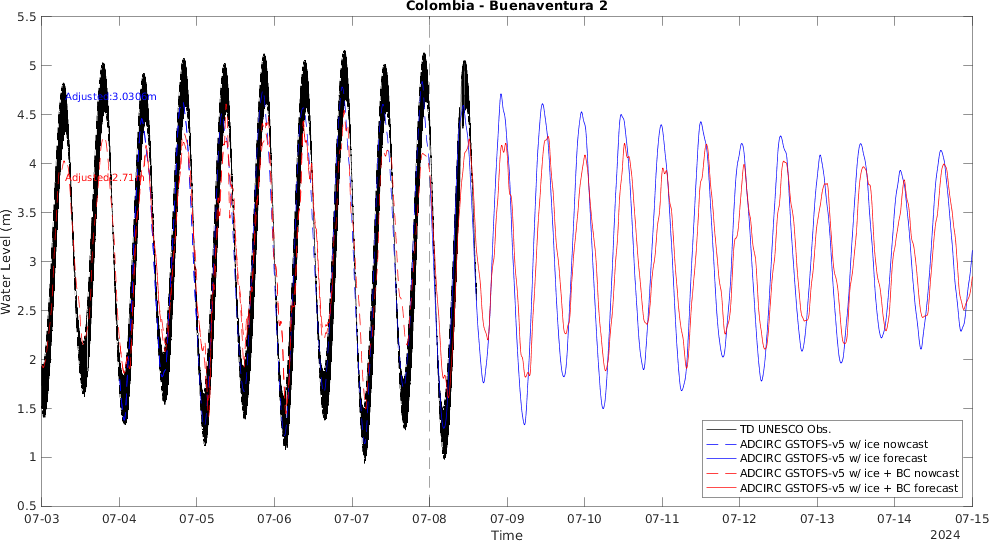 Colombia - Buenaventura 2
5.5
5
4.5
4
3.5
3
2.5
2
1.5
1
0.5
Water Level (m)
Adjusted:3.030m
Adjusted:2.71m
TD UNESCO Obs.
ADCIRC GSTOFS-v5 w/ ice nowcast
ADCIRC GSTOFS-v5 w/ ice forecast
ADCIRC GSTOFS-v5 w/ ice + BC nowcast
ADCIRC GSTOFS-v5 w/ ice + BC forecast
07-03 07-04 07-05 07-06 07-07 07-08 07-09 07-10 07-11 07-12 07-13 07-14 07-15
Time
2024